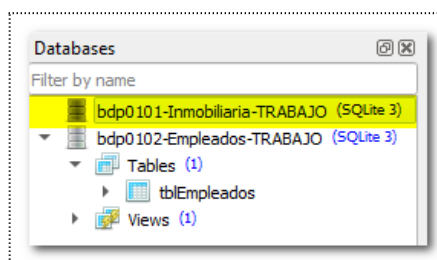 Databases
Filter by name
bdp0101-Inmobiliaria-TRABAJO (SQLite 3)
bdp0102-Empleados-TRABAJO (SQLite 3)
Tables (1)
tblEmpleados
Views (1)